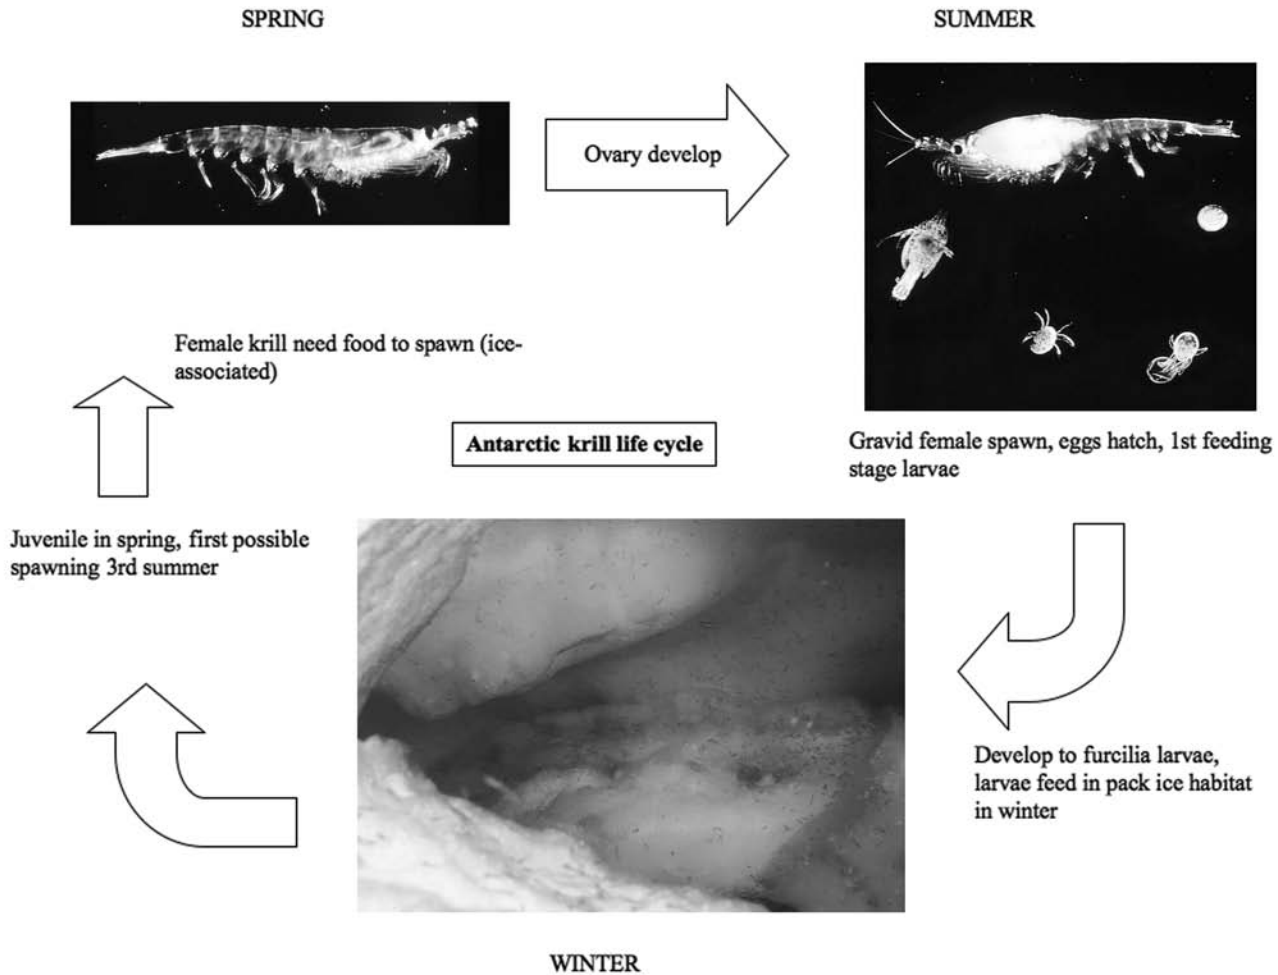 SPRING
SUMMER
Ovary develop
Female krill need food to spawn (ice-
associated)
Antarctic krill life cycle
Gravid female spawn, eggs hatch, 1st feeding
stage larvae
Juvenile in spring, first possible
spawning 3rd summer
Develop to furcilia larvae,
larvae feed in pack ice habitat
in winter
WINTER